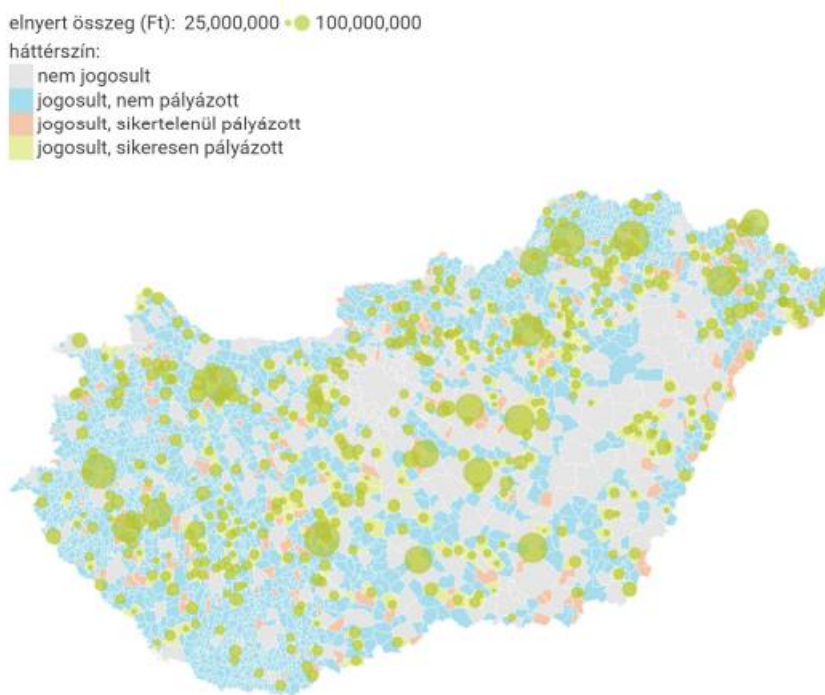 elnyert összeg (Ft): 25,000,000 100,000,000
háttérszín:
nem jogosult
jogosult, nem pályázott
jogosult, sikertelenül pályázott
jogosult, sikeresen pályázott